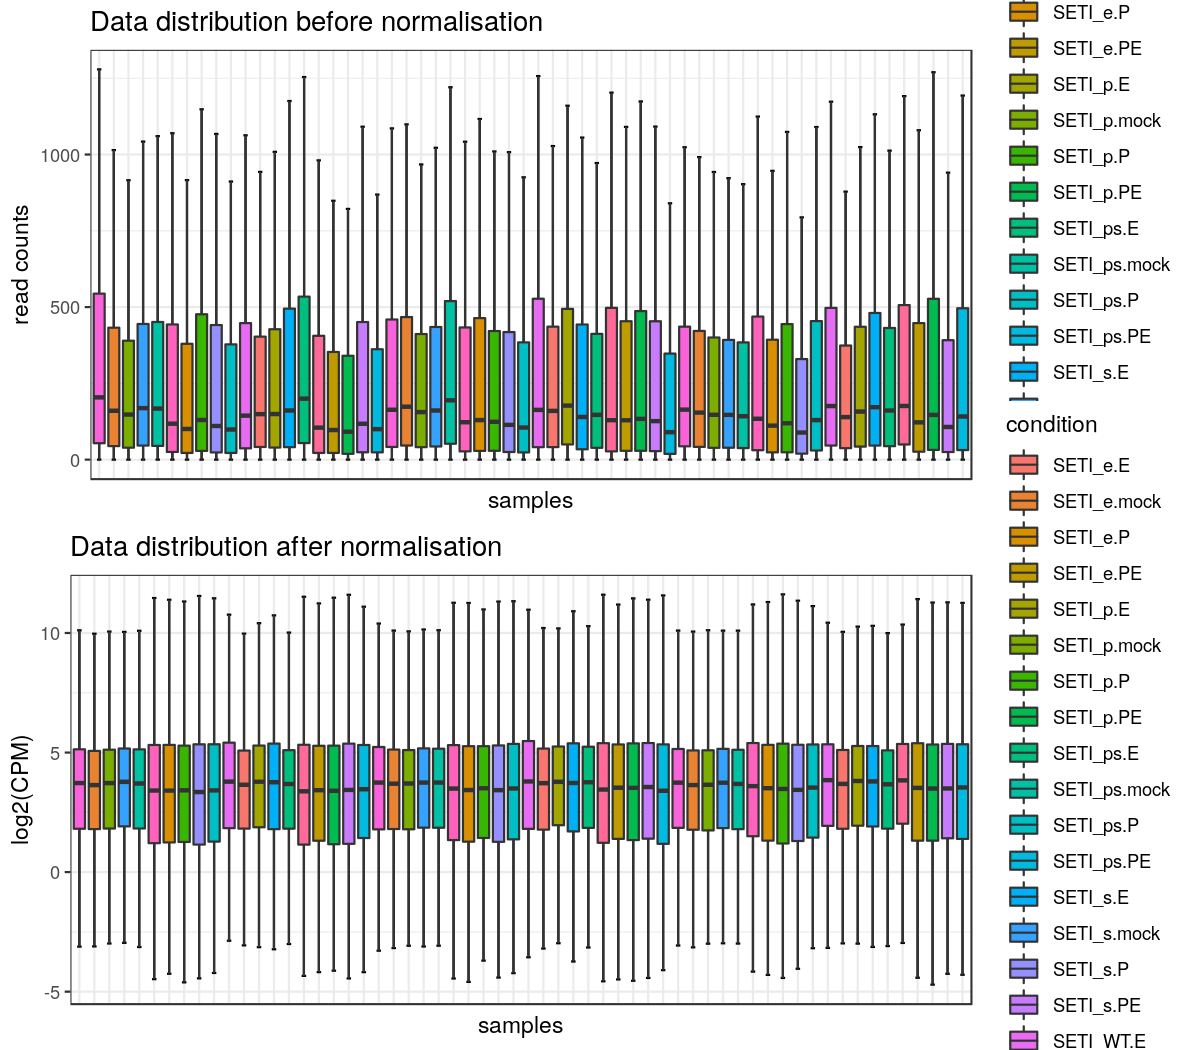 Data distribution before normalisation
1000
500
0
read counts
samples
Data distribution after normalisation
10
5
0
-5
log2(CPM)
samples
SETI_e.P
SETI_e.PE
SETI_p.E
SETI_p.mock
SETI_p.P
SETI_p.PE
SETI_ps.E
SETI_ps.mock
SETI_ps.P
SETI_ps.PE
SETI_s.E
condition
SETI_e.E
SETI_e.mock
SETI_e.P
SETI_e.PE
SETI_p.E
SETI_p.mock
SETI_p.P
SETI_p.PE
SETI_ps.E
SETI_ps.mock
SETI_ps.P
SETI_ps.PE
SETI_s.E
SETI_s.mock
SETI_s.P
SETI_s.PE
SETI_WT.E